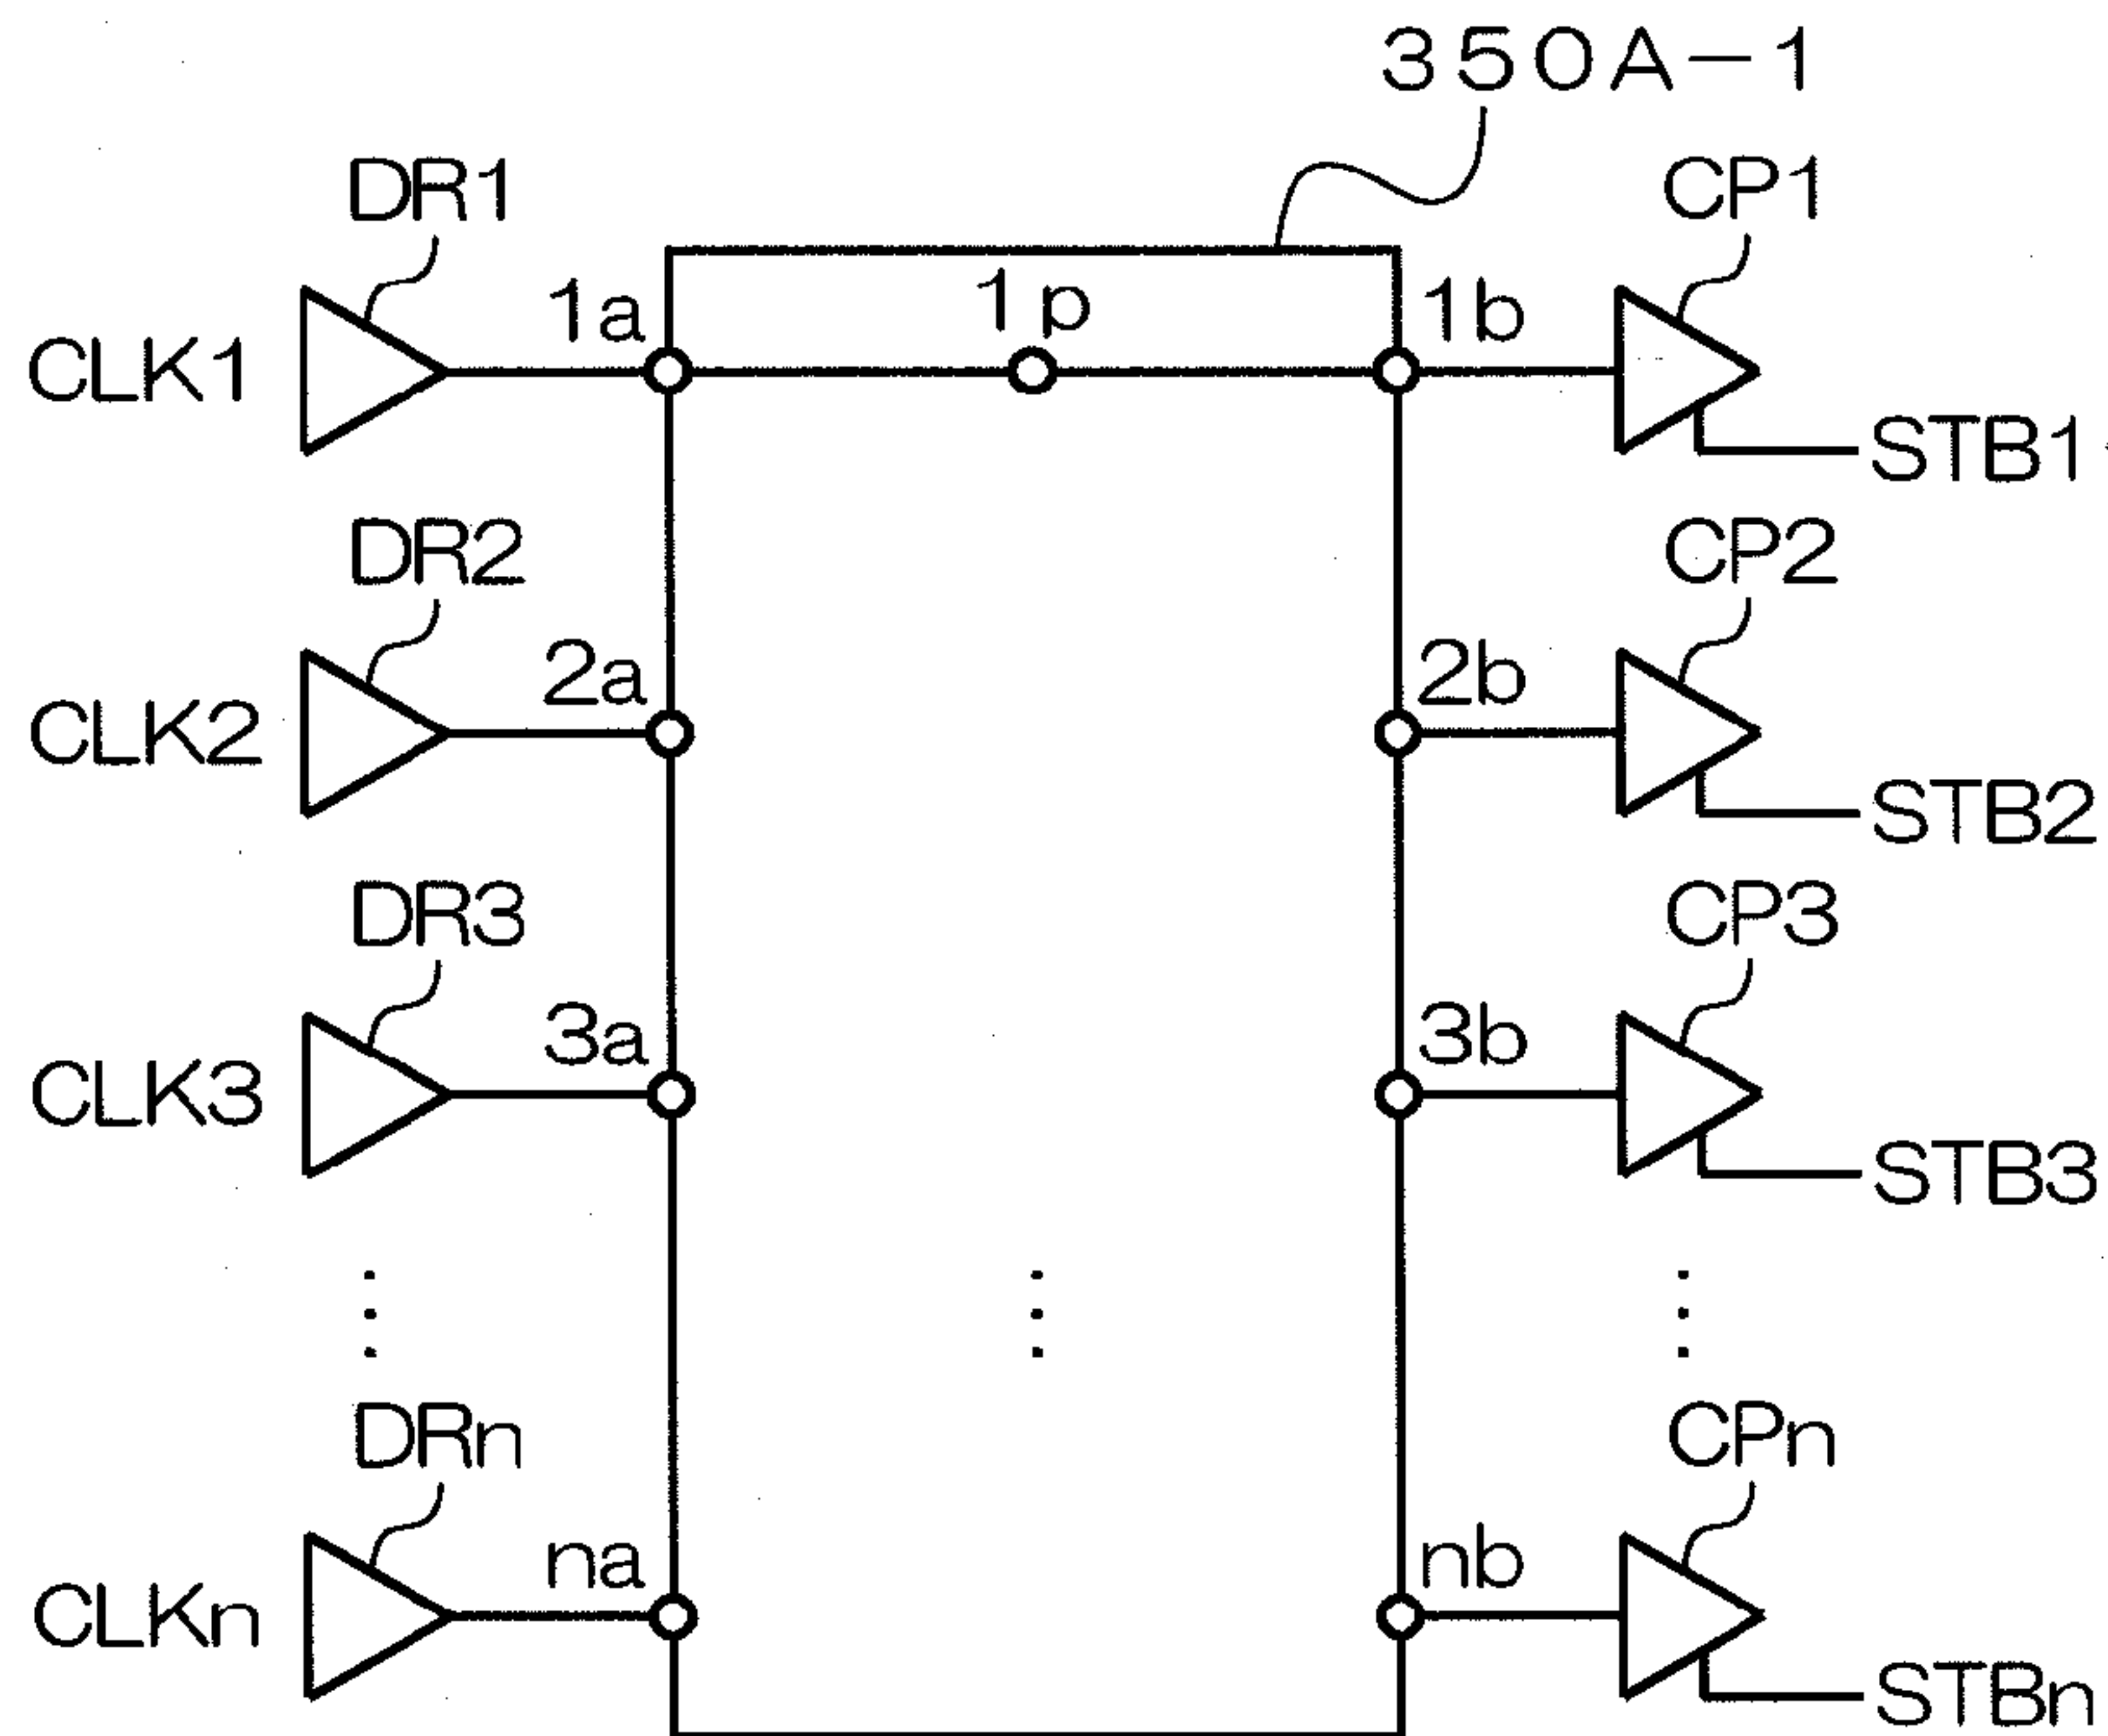 350A-1
DR1
CP1
1a
1p
1b
CLK1
STB1
DR2
CP2
2a
2b
CLK2
STB2
DR3
CP3
3a
3b
CLK3
STB3
DRn
CPn
na
nb
CLKn
STBn